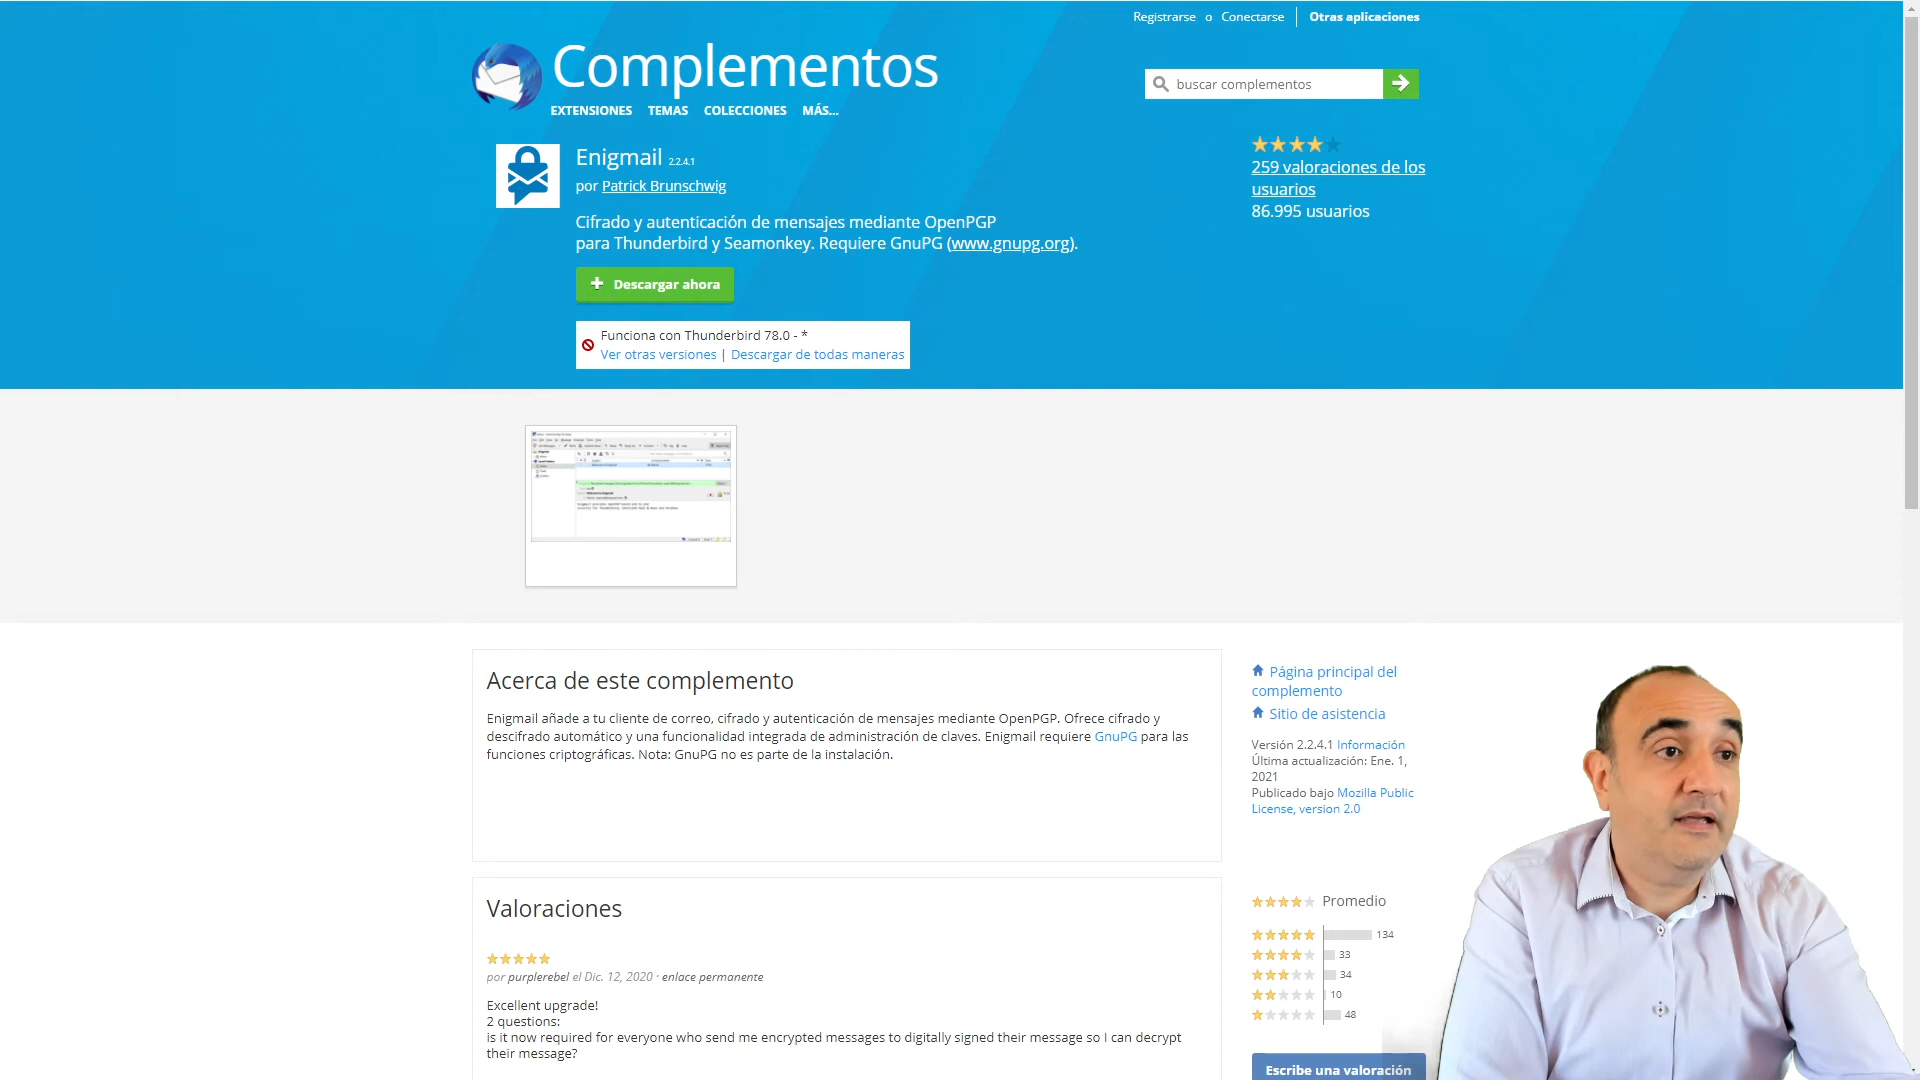 Registrarse o Conectarse Otras aplicaciones
Complementos
EXTENSIONES TEMAS COLECCIONES MÁS...
buscar complementos
Enigmail 2.2.4.1
por Patrick Brunschwig
259 valoraciones de los
usuarios
86.995 usuarios
Cifrado y autenticación de mensajes mediante OpenPGP
para Thunderbird y Seamonkey. Requiere GnuPG (www.gnupg.org).
Descargar ahora
Funciona con Thunderbird 78.0 - *
Ver otras versiones | Descargar de todas maneras
Acerca de este complemento
Enigmail añade a tu cliente de correo, cifrado y autenticación de mensajes mediante OpenPGP. Ofrece cifrado y
descifrado automático y una funcionalidad integrada de administración de claves. Enigmail requiere GnuPG para las
funciones criptográficas. Nota: GnuPG no es parte de la instalación.
Página principal del
complemento
Sitio de asistencia
Versión 2.2.4.1 Información
Última actualización: Ene. 1,
2021
Publicado bajo Mozilla Public
License, version 2.0
Valoraciones
por purplerebel el Dic. 12, 2020 · enlace permanente
Excellent upgrade!
2 questions:
is it now required for everyone who send me encrypted messages to digitally signed their message so I can decrypt
their message?
Promedio
134
33
34
10
48
Escribe una valoración